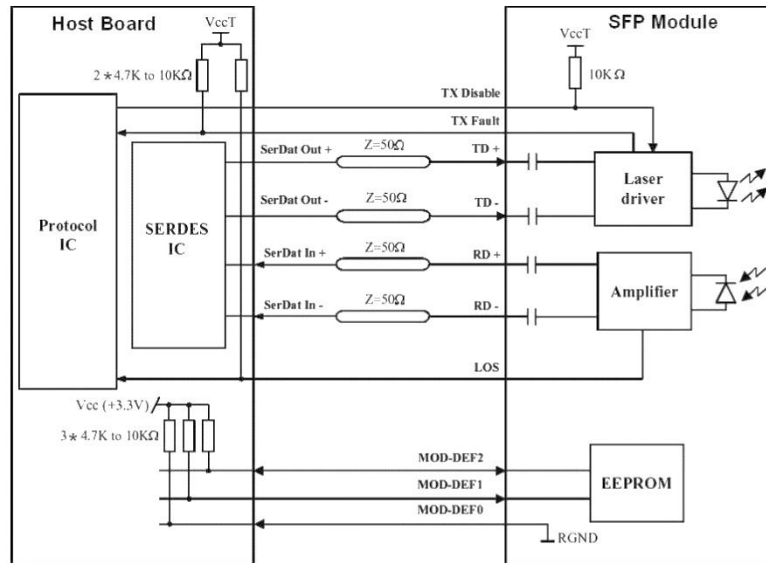 Host Board
SFP Module
VccT
VccT
2*4.7K to 10KΩ
10KΩ
TX Disable
TX Fault
SerDat Out +
Z=50Ω
TD +
SerDat Out -
Z=50Ω
TD -
Laser
driver
Protocol
IC
SERDES
IC
SerDat In +
Z=50Ω
RD +
Amplifier
SerDat In -
Z=50Ω
RD -
LOS
Vcc (+3.3V)
3*4.7K to 10KΩ
MOD-DEF2
MOD-DEF1
MOD-DEF0
EEPROM
RGND